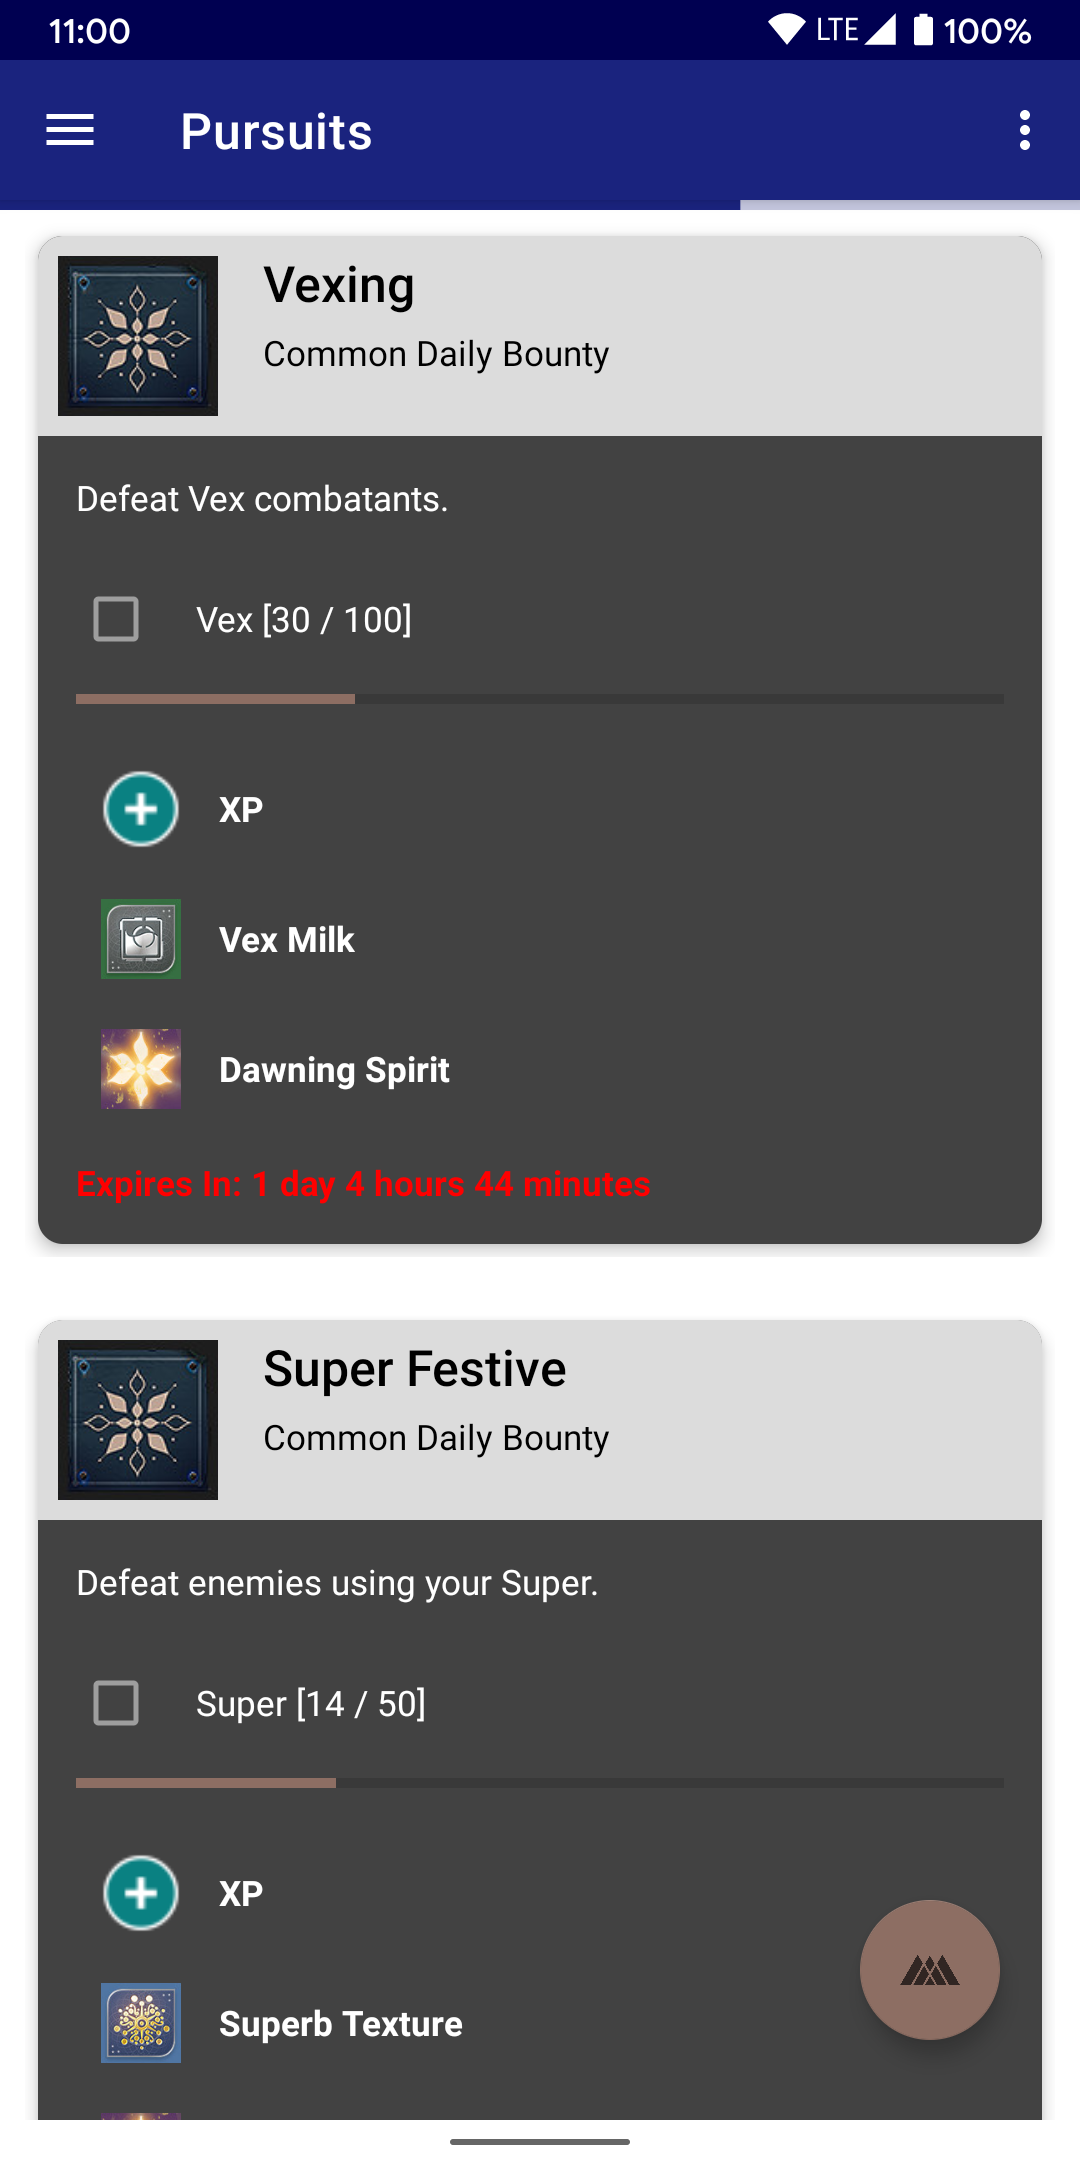 11:00
LTE
100%
Pursuits
Vexing
Common Daily Bounty
Defeat Vex combatants.
Vex [30 / 100]
XP
Vex Milk
Dawning Spirit
Expires In: 1 day 4 hours 44 minutes
Super Festive
Common Daily Bounty
Defeat enemies using your Super.
Super [14 / 50]
XP
Superb Texture